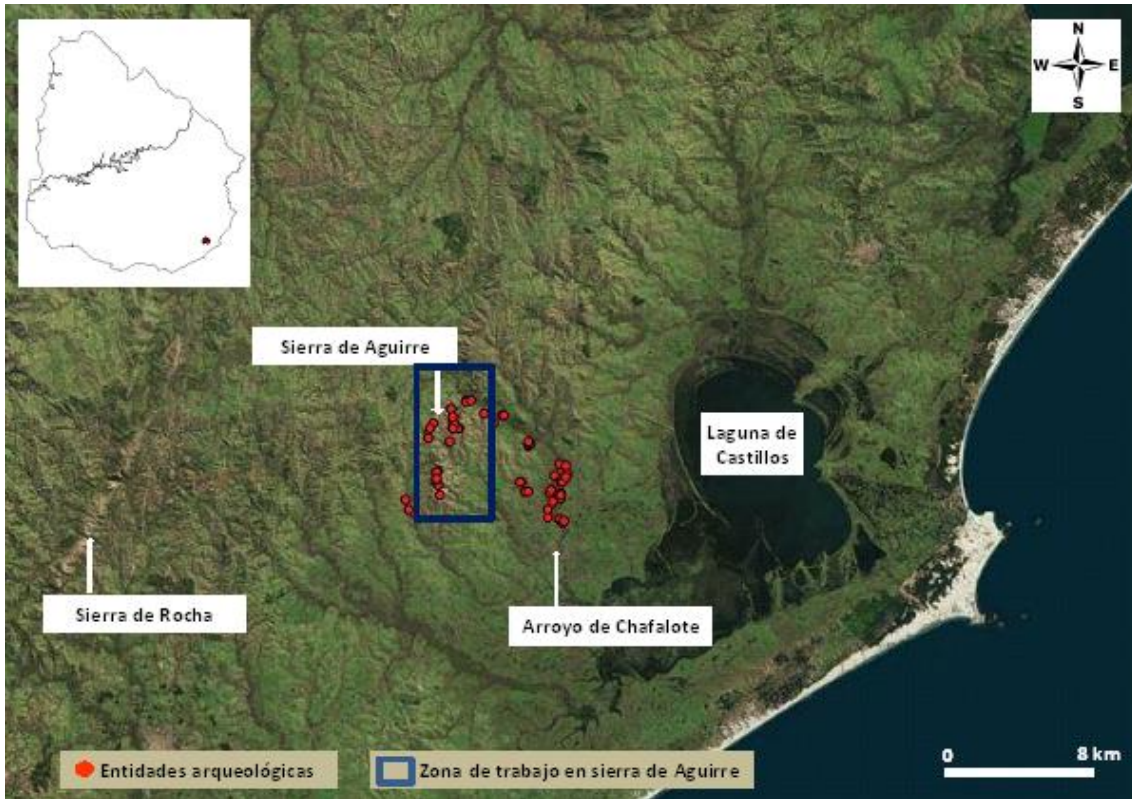 N
W E
S
Sierra de Aguirre
Laguna de
Castillos
Sierra de Rocha
Arroyo de Chafalote
Entidades arqueológicas
Zona de trabajo en sierra de Aguirre
0 8 km